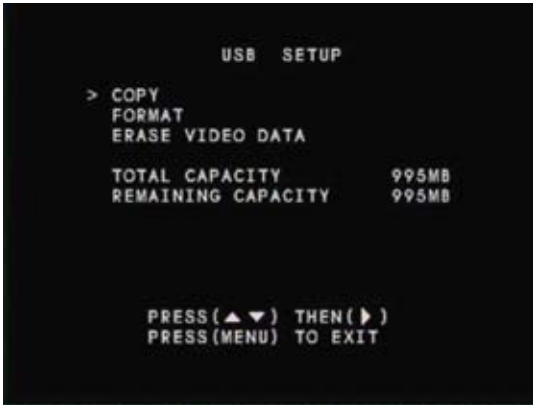 USB SETUP
> COPY
FORMAT
ERASE VIDEO DATA
TOTAL CAPACITY 995MB
REMAINING CAPACITY 995MB
PRESS(▲ ▼) THEN(▶)
PRESS(MENU) TO EXIT